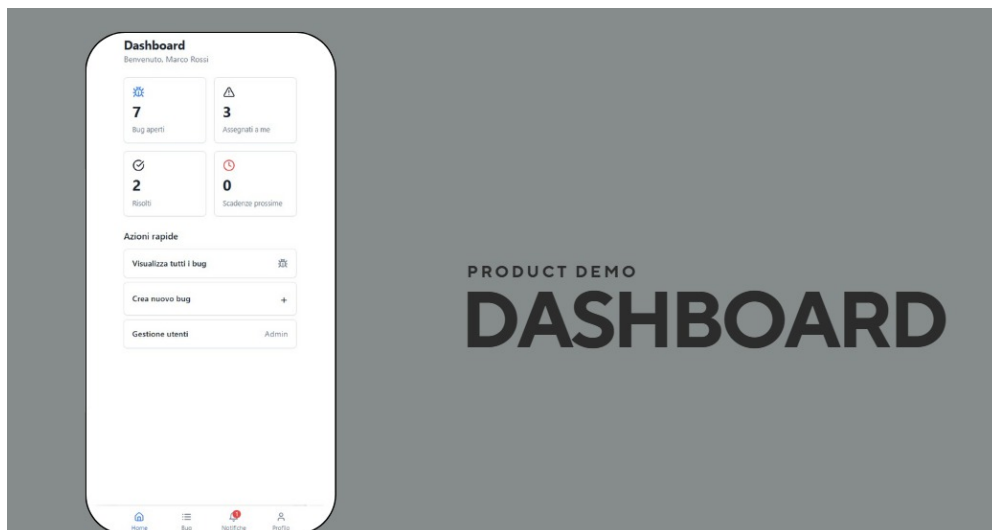 Dashboard
Benvenuto, Marco Rossi
7
Bug aperti
3
Assegnati a me
2
Risolti
0
Scadenze prossime
Azioni rapide
Visualizza tutti i bug
Crea nuovo bug
+
Gestione utenti Admin
Home Bug Notifiche Profilo
PRODUCT DEMO
DASHBOARD